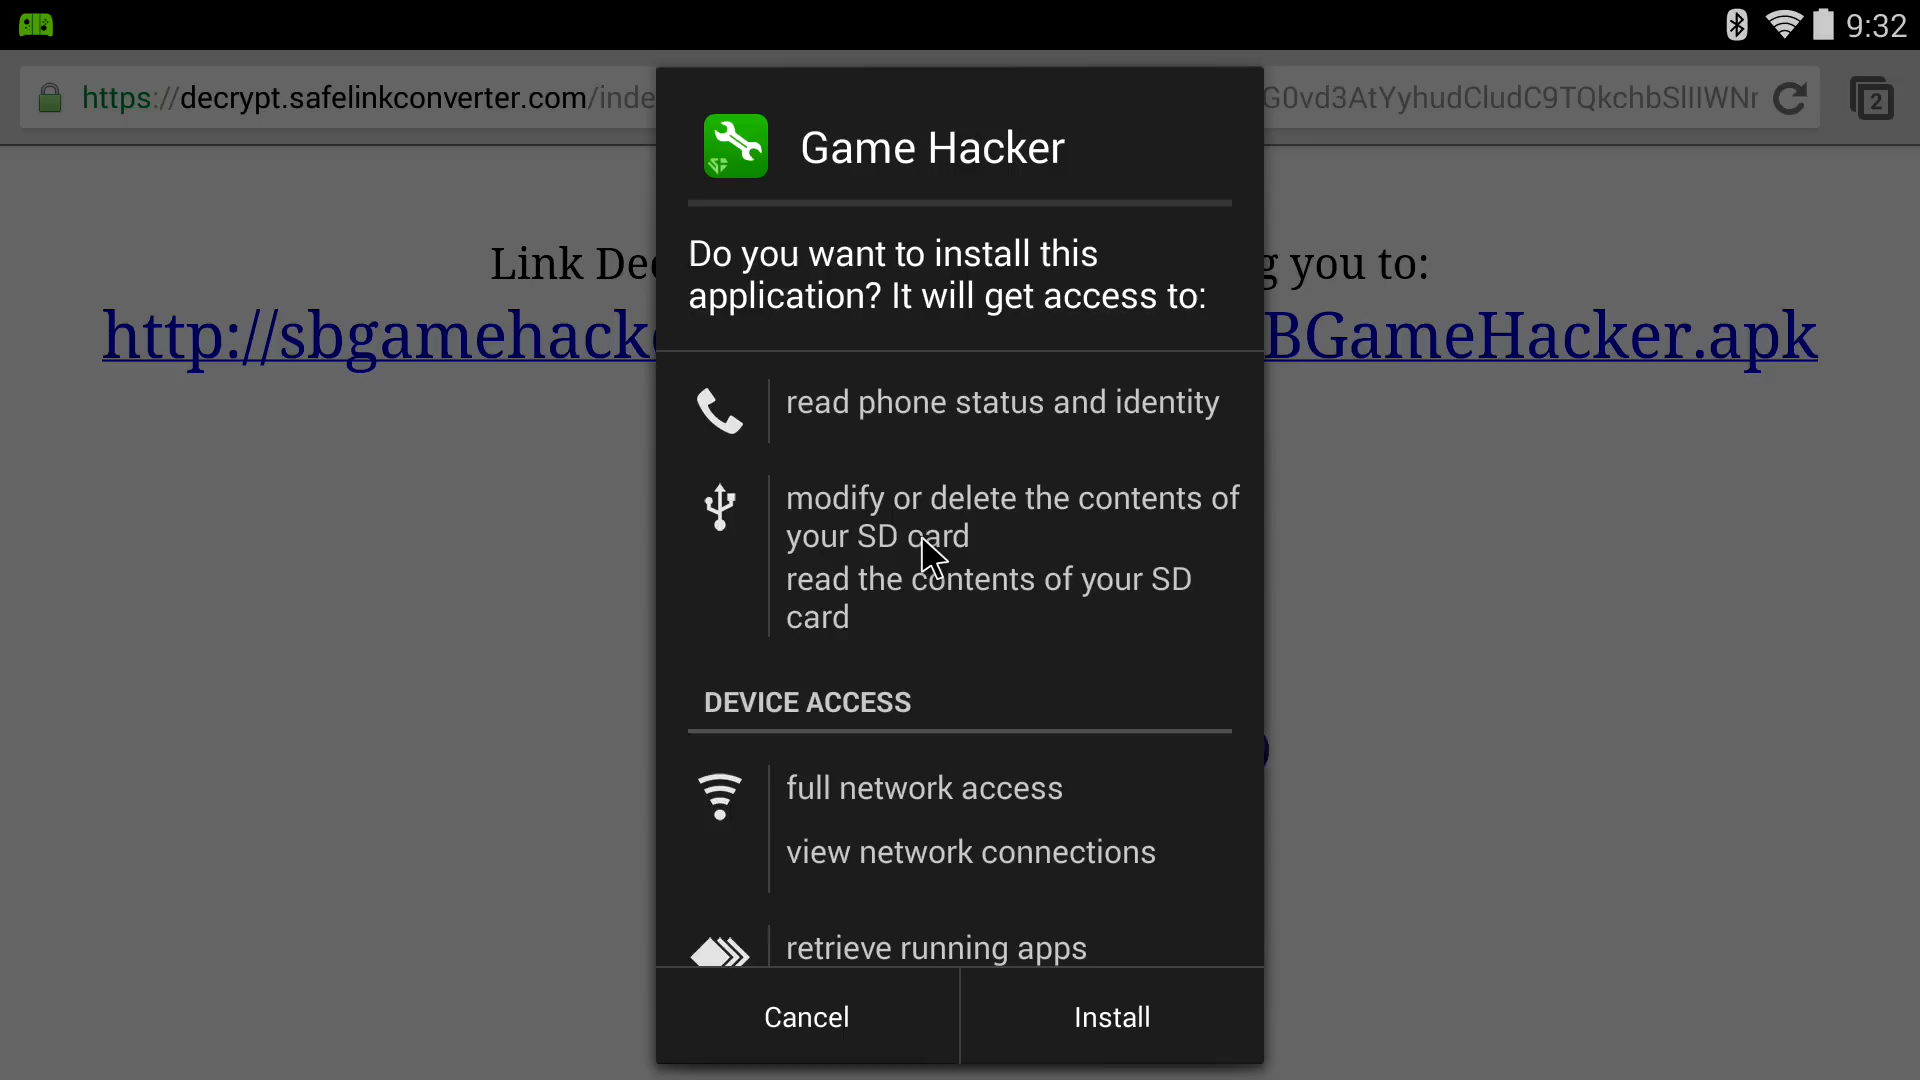 9:32
https://decrypt.safelinkconverter.com/inde
G0vd3AtYyhudCludC9TQkchbSlIIWNr
2
Game Hacker
Do you want to install this
application? It will get access to:
Link Dec
g you to:
http://sbgamehack
BGameHacker.apk
read phone status and identity
modify or delete the contents of
your SD card
read the contents of your SD
card
DEVICE ACCESS
full network access
view network connections
retrieve running apps
Cancel
Install